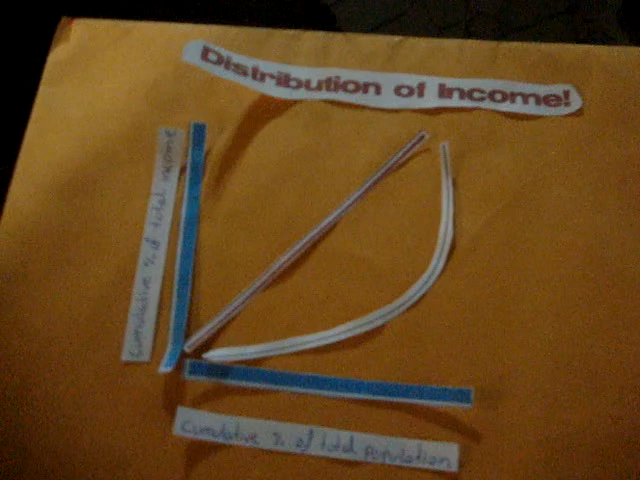 Distribution of Income!
Cumulative % of total income
Cumulative % of total population